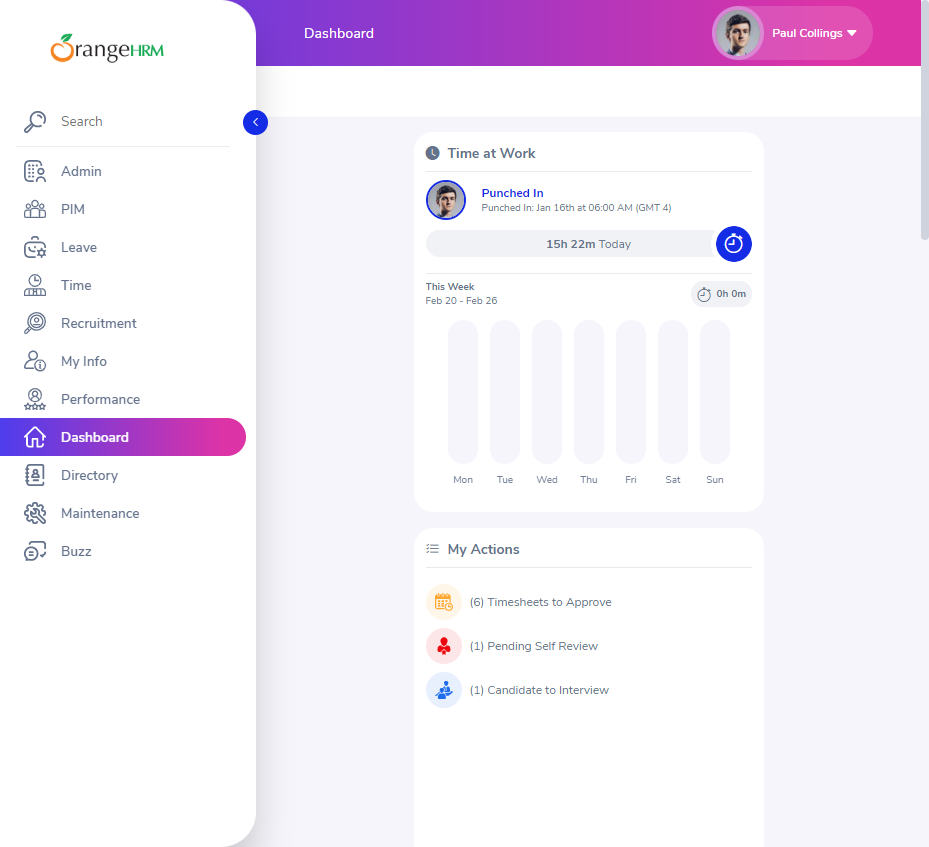 OrangeHRM
Dashboard
Paul Collings
Search
Admin
PIM
Leave
Time
Recruitment
My Info
Performance
Dashboard
Directory
Maintenance
Buzz
Time at Work
Punched In
Punched In: Jan 16th at 06:00 AM (GMT 4)
15h 22m Today
This Week
Feb 20 - Feb 26
0h 0m
Mon Tue Wed Thu Fri Sat Sun
My Actions
(6) Timesheets to Approve
(1) Pending Self Review
(1) Candidate to Interview